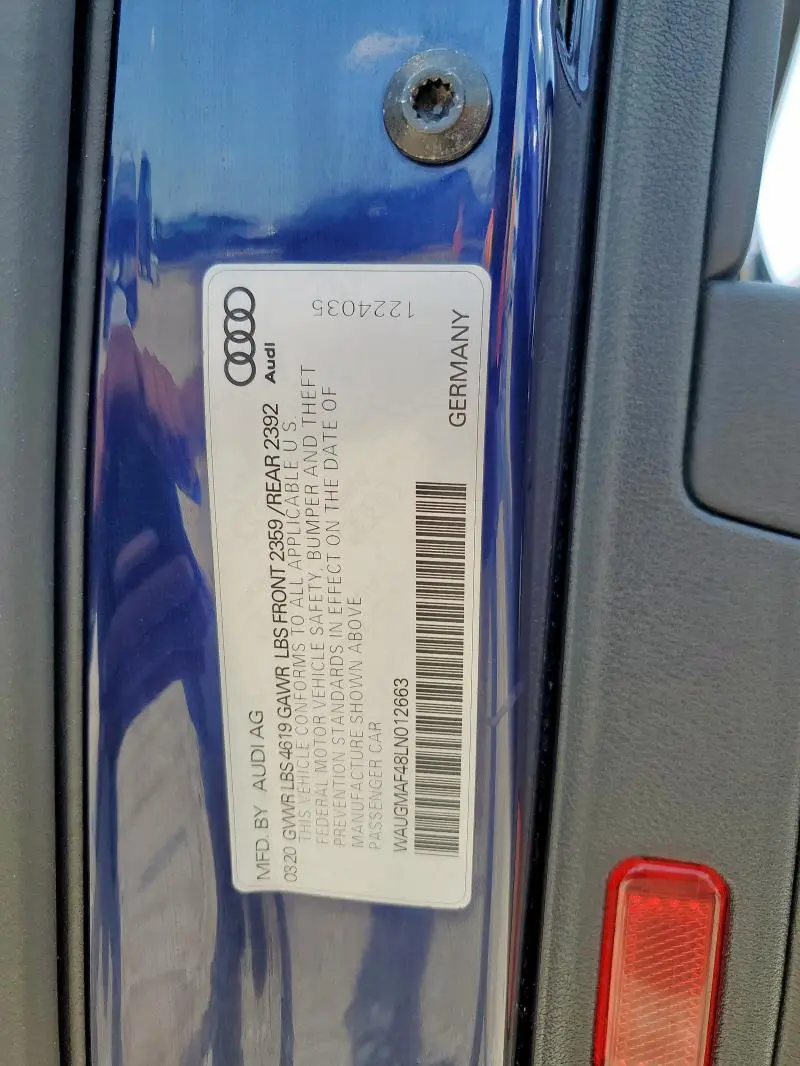 MFD. BY AUDI AG
0320 GVWR LBS 4619 GAWR LBS FRONT 2359 / REAR 2392
THIS VEHICLE CONFORMS TO ALL APPLICABLE U S.
FEDERAL MOTOR VEHICLE SAFETY, BUMPER AND THEFT
PREVENTION STANDARDS IN EFFECT ON THE DATE OF
MANUFACTURE SHOWN ABOVE
PASSENGER CAR
WAUGMAF48LN012663
Audi
1224035
GERMANY